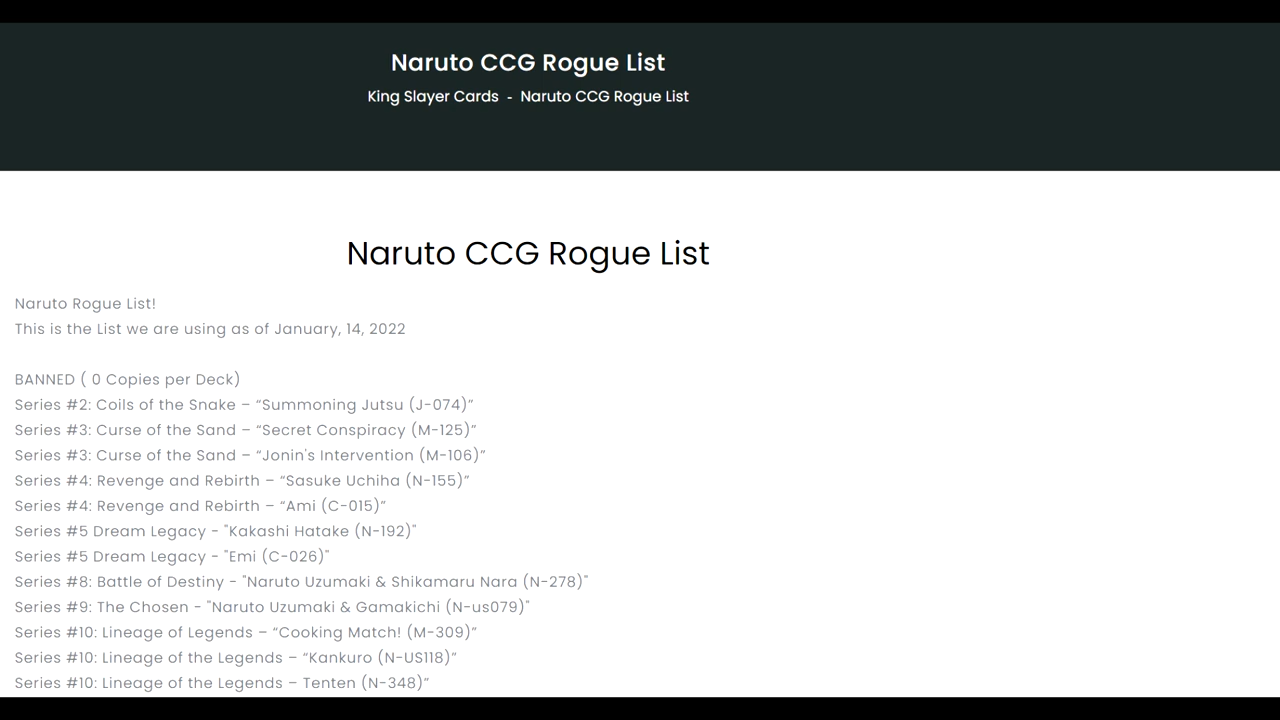 Naruto CCG Rogue List
King Slayer Cards - Naruto CCG Rogue List
Naruto CCG Rogue List
Naruto Rogue List!
This is the List we are using as of January, 14, 2022
BANNED ( 0 Copies per Deck)
Series #2: Coils of the Snake – “Summoning Jutsu (J-074)”
Series #3: Curse of the Sand – “Secret Conspiracy (M-125)”
Series #3: Curse of the Sand – “Jonin's Intervention (M-106)”
Series #4: Revenge and Rebirth – “Sasuke Uchiha (N-155)”
Series #4: Revenge and Rebirth – “Ami (C-015)”
Series #5 Dream Legacy - "Kakashi Hatake (N-192)"
Series #5 Dream Legacy - "Emi (C-026)"
Series #8: Battle of Destiny - "Naruto Uzumaki & Shikamaru Nara (N-278)"
Series #9: The Chosen - "Naruto Uzumaki & Gamakichi (N-us079)"
Series #10: Lineage of Legends – “Cooking Match! (M-309)”
Series #10: Lineage of the Legends – “Kankuro (N-US118)”
Series #10: Lineage of the Legends – Tenten (N-348)”